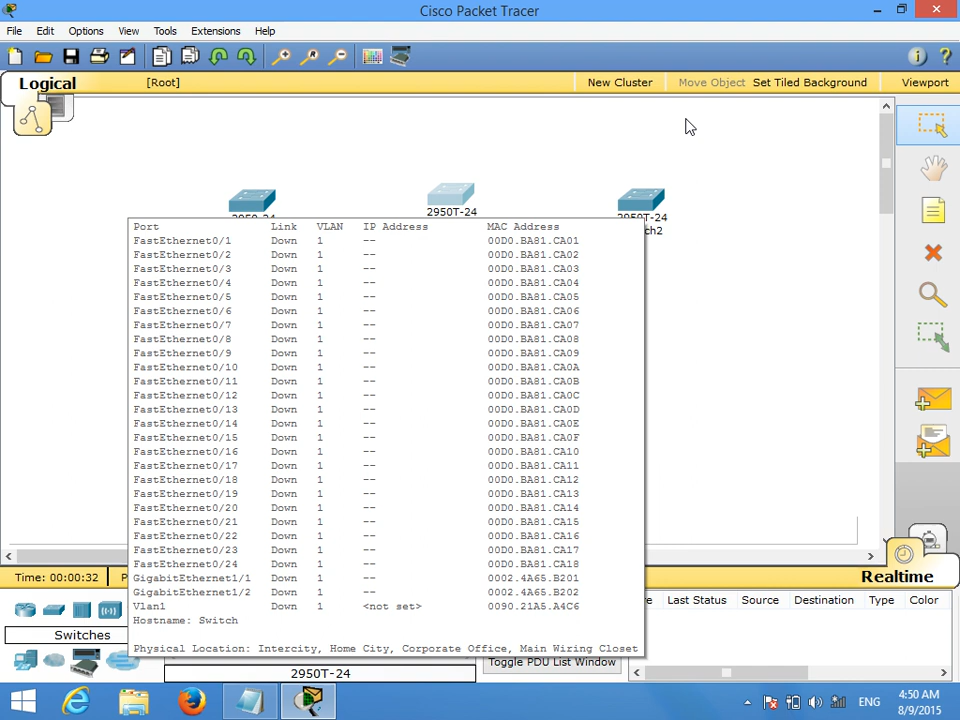 Cisco Packet Tracer
File Edit Options View Tools Extensions Help
Logical [Root] New Cluster Move Object Set Tiled Background Viewport
2950-24 2950T-24 2950T-24
Port Link VLAN IP Address MAC Address
FastEthernet0/1 Down 1 -- 00D0.BA81.CA01
FastEthernet0/2 Down 1 -- 00D0.BA81.CA02
FastEthernet0/3 Down 1 -- 00D0.BA81.CA03
FastEthernet0/4 Down 1 -- 00D0.BA81.CA04
FastEthernet0/5 Down 1 -- 00D0.BA81.CA05
FastEthernet0/6 Down 1 -- 00D0.BA81.CA06
FastEthernet0/7 Down 1 -- 00D0.BA81.CA07
FastEthernet0/8 Down 1 -- 00D0.BA81.CA08
FastEthernet0/9 Down 1 -- 00D0.BA81.CA09
FastEthernet0/10 Down 1 -- 00D0.BA81.CA0A
FastEthernet0/11 Down 1 -- 00D0.BA81.CA0B
FastEthernet0/12 Down 1 -- 00D0.BA81.CA0C
FastEthernet0/13 Down 1 -- 00D0.BA81.CA0D
FastEthernet0/14 Down 1 -- 00D0.BA81.CA0E
FastEthernet0/15 Down 1 -- 00D0.BA81.CA0F
FastEthernet0/16 Down 1 -- 00D0.BA81.CA10
FastEthernet0/17 Down 1 -- 00D0.BA81.CA11
FastEthernet0/18 Down 1 -- 00D0.BA81.CA12
FastEthernet0/19 Down 1 -- 00D0.BA81.CA13
FastEthernet0/20 Down 1 -- 00D0.BA81.CA14
FastEthernet0/21 Down 1 -- 00D0.BA81.CA15
FastEthernet0/22 Down 1 -- 00D0.BA81.CA16
FastEthernet0/23 Down 1 -- 00D0.BA81.CA17
FastEthernet0/24 Down 1 -- 00D0.BA81.CA18
GigabitEthernet1/1 Down 1 -- 0002.4A65.B201
GigabitEthernet1/2 Down 1 -- 0002.4A65.B202
Vlan1 Down 1 <not set> 0090.21A5.A4C6
Hostname: Switch
Physical Location: Intercity, Home City, Corporate Office, Main Wiring Closet
ch2
Time: 00:00:32 P Realtime
Last Status Source Destination Type Color
Switches
2950T-24 Toggle PDU List Window
ENG 4:50 AM
8/9/2015